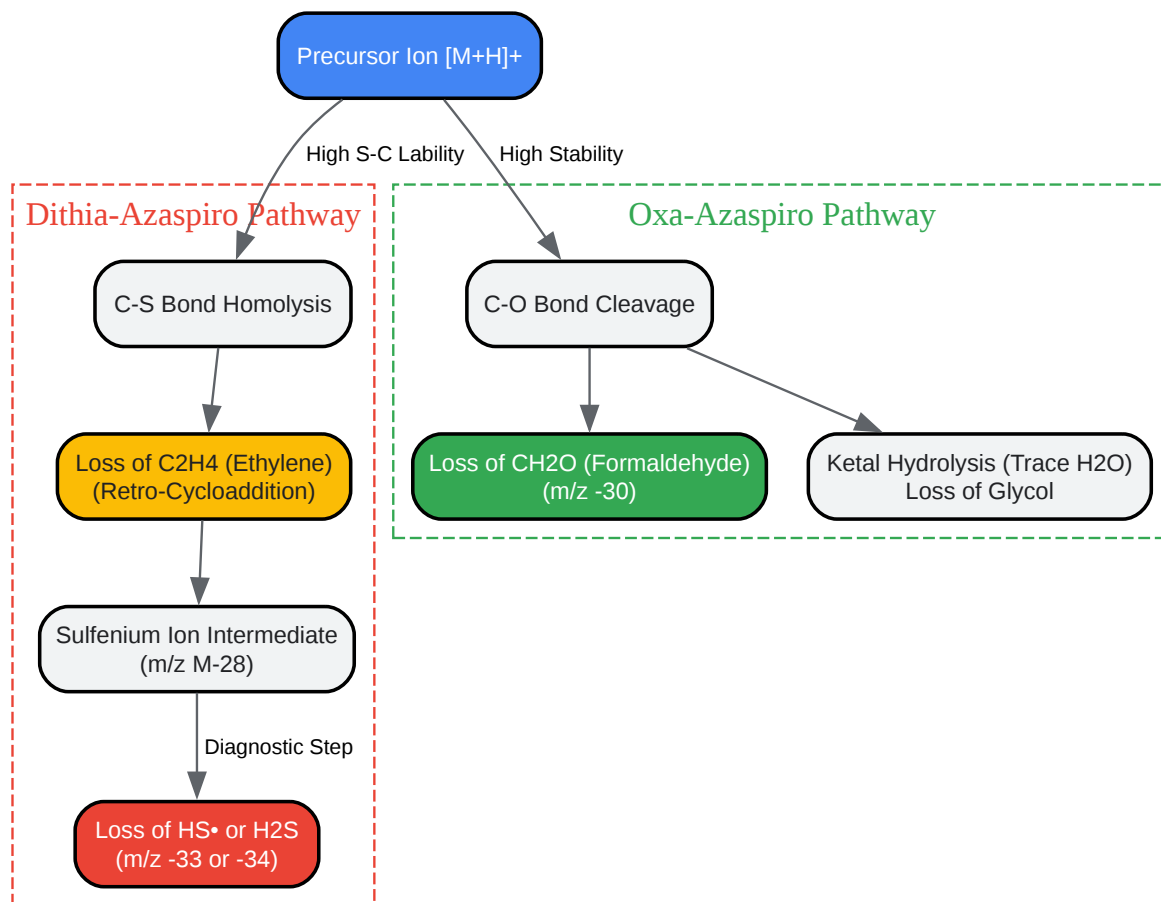 Precursor Ion [M+H]+
High S-C Lability
High Stability
Dithia-Azaspiro Pathway
Oxa-Azaspiro Pathway
C-S Bond Homolysis
C-O Bond Cleavage
Loss of C2H4 (Ethylene)
(Retro-Cycloaddition)
Loss of CH2O (Formaldehyde)
(m/z -30)
Ketal Hydrolysis (Trace H2O)
Loss of Glycol
Sulfenium Ion Intermediate
(m/z M-28)
Diagnostic Step
Loss of HS• or H2S
(m/z -33 or -34)